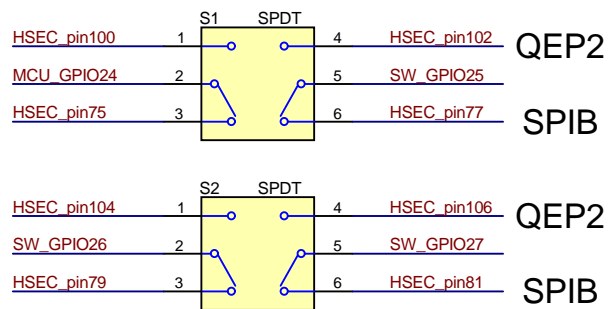 S1 SPDT
HSEC_pin100 1 4 HSEC_pin102 QEP2
MCU_GPIO24 2 5 SW_GPIO25
HSEC_pin75 3 6 HSEC_pin77 SPIB
S2 SPDT
HSEC_pin104 1 4 HSEC_pin106 QEP2
SW_GPIO26 2 5 SW_GPIO27
HSEC_pin79 3 6 HSEC_pin81 SPIB